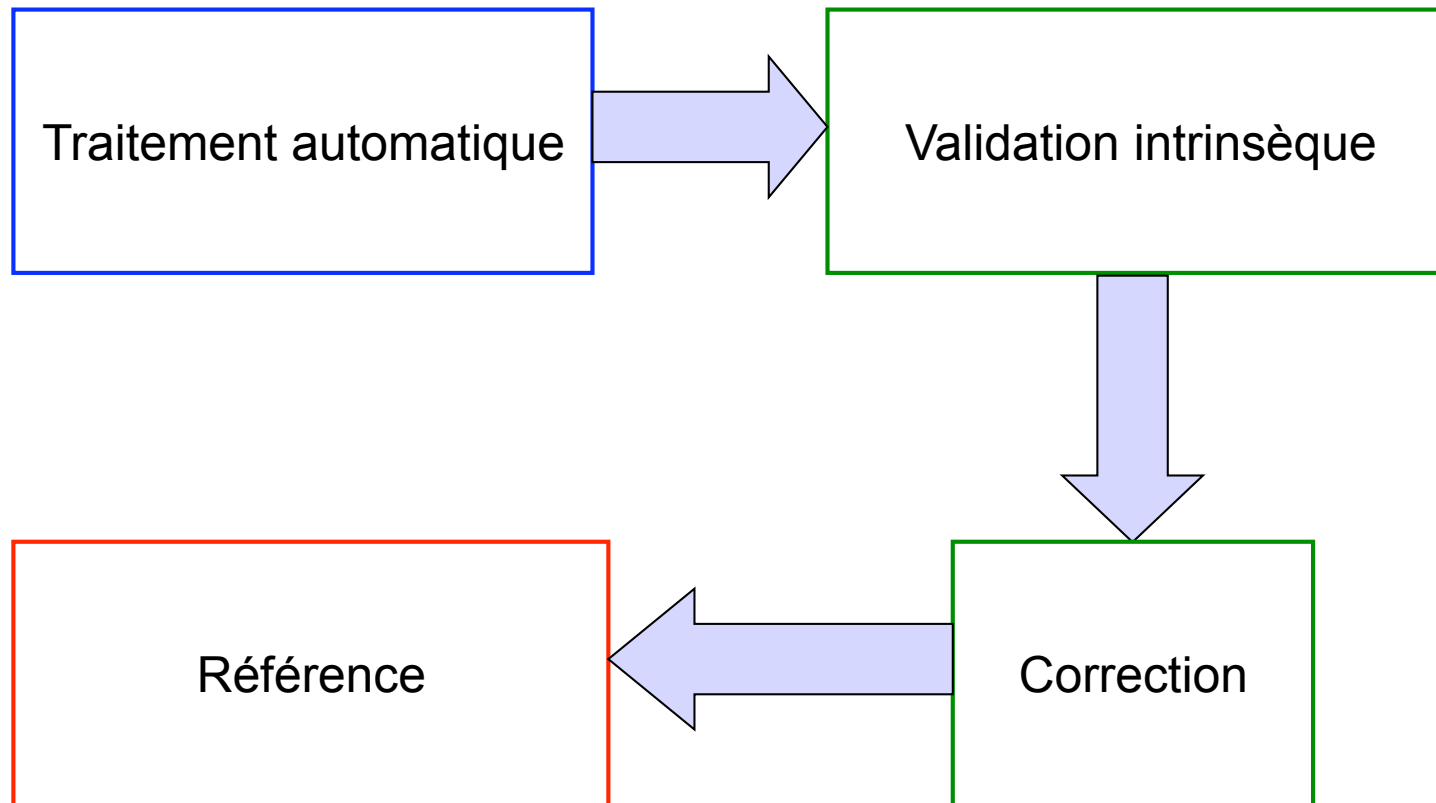 Traitement automatique
Validation intrinsèque
Référence
Correction